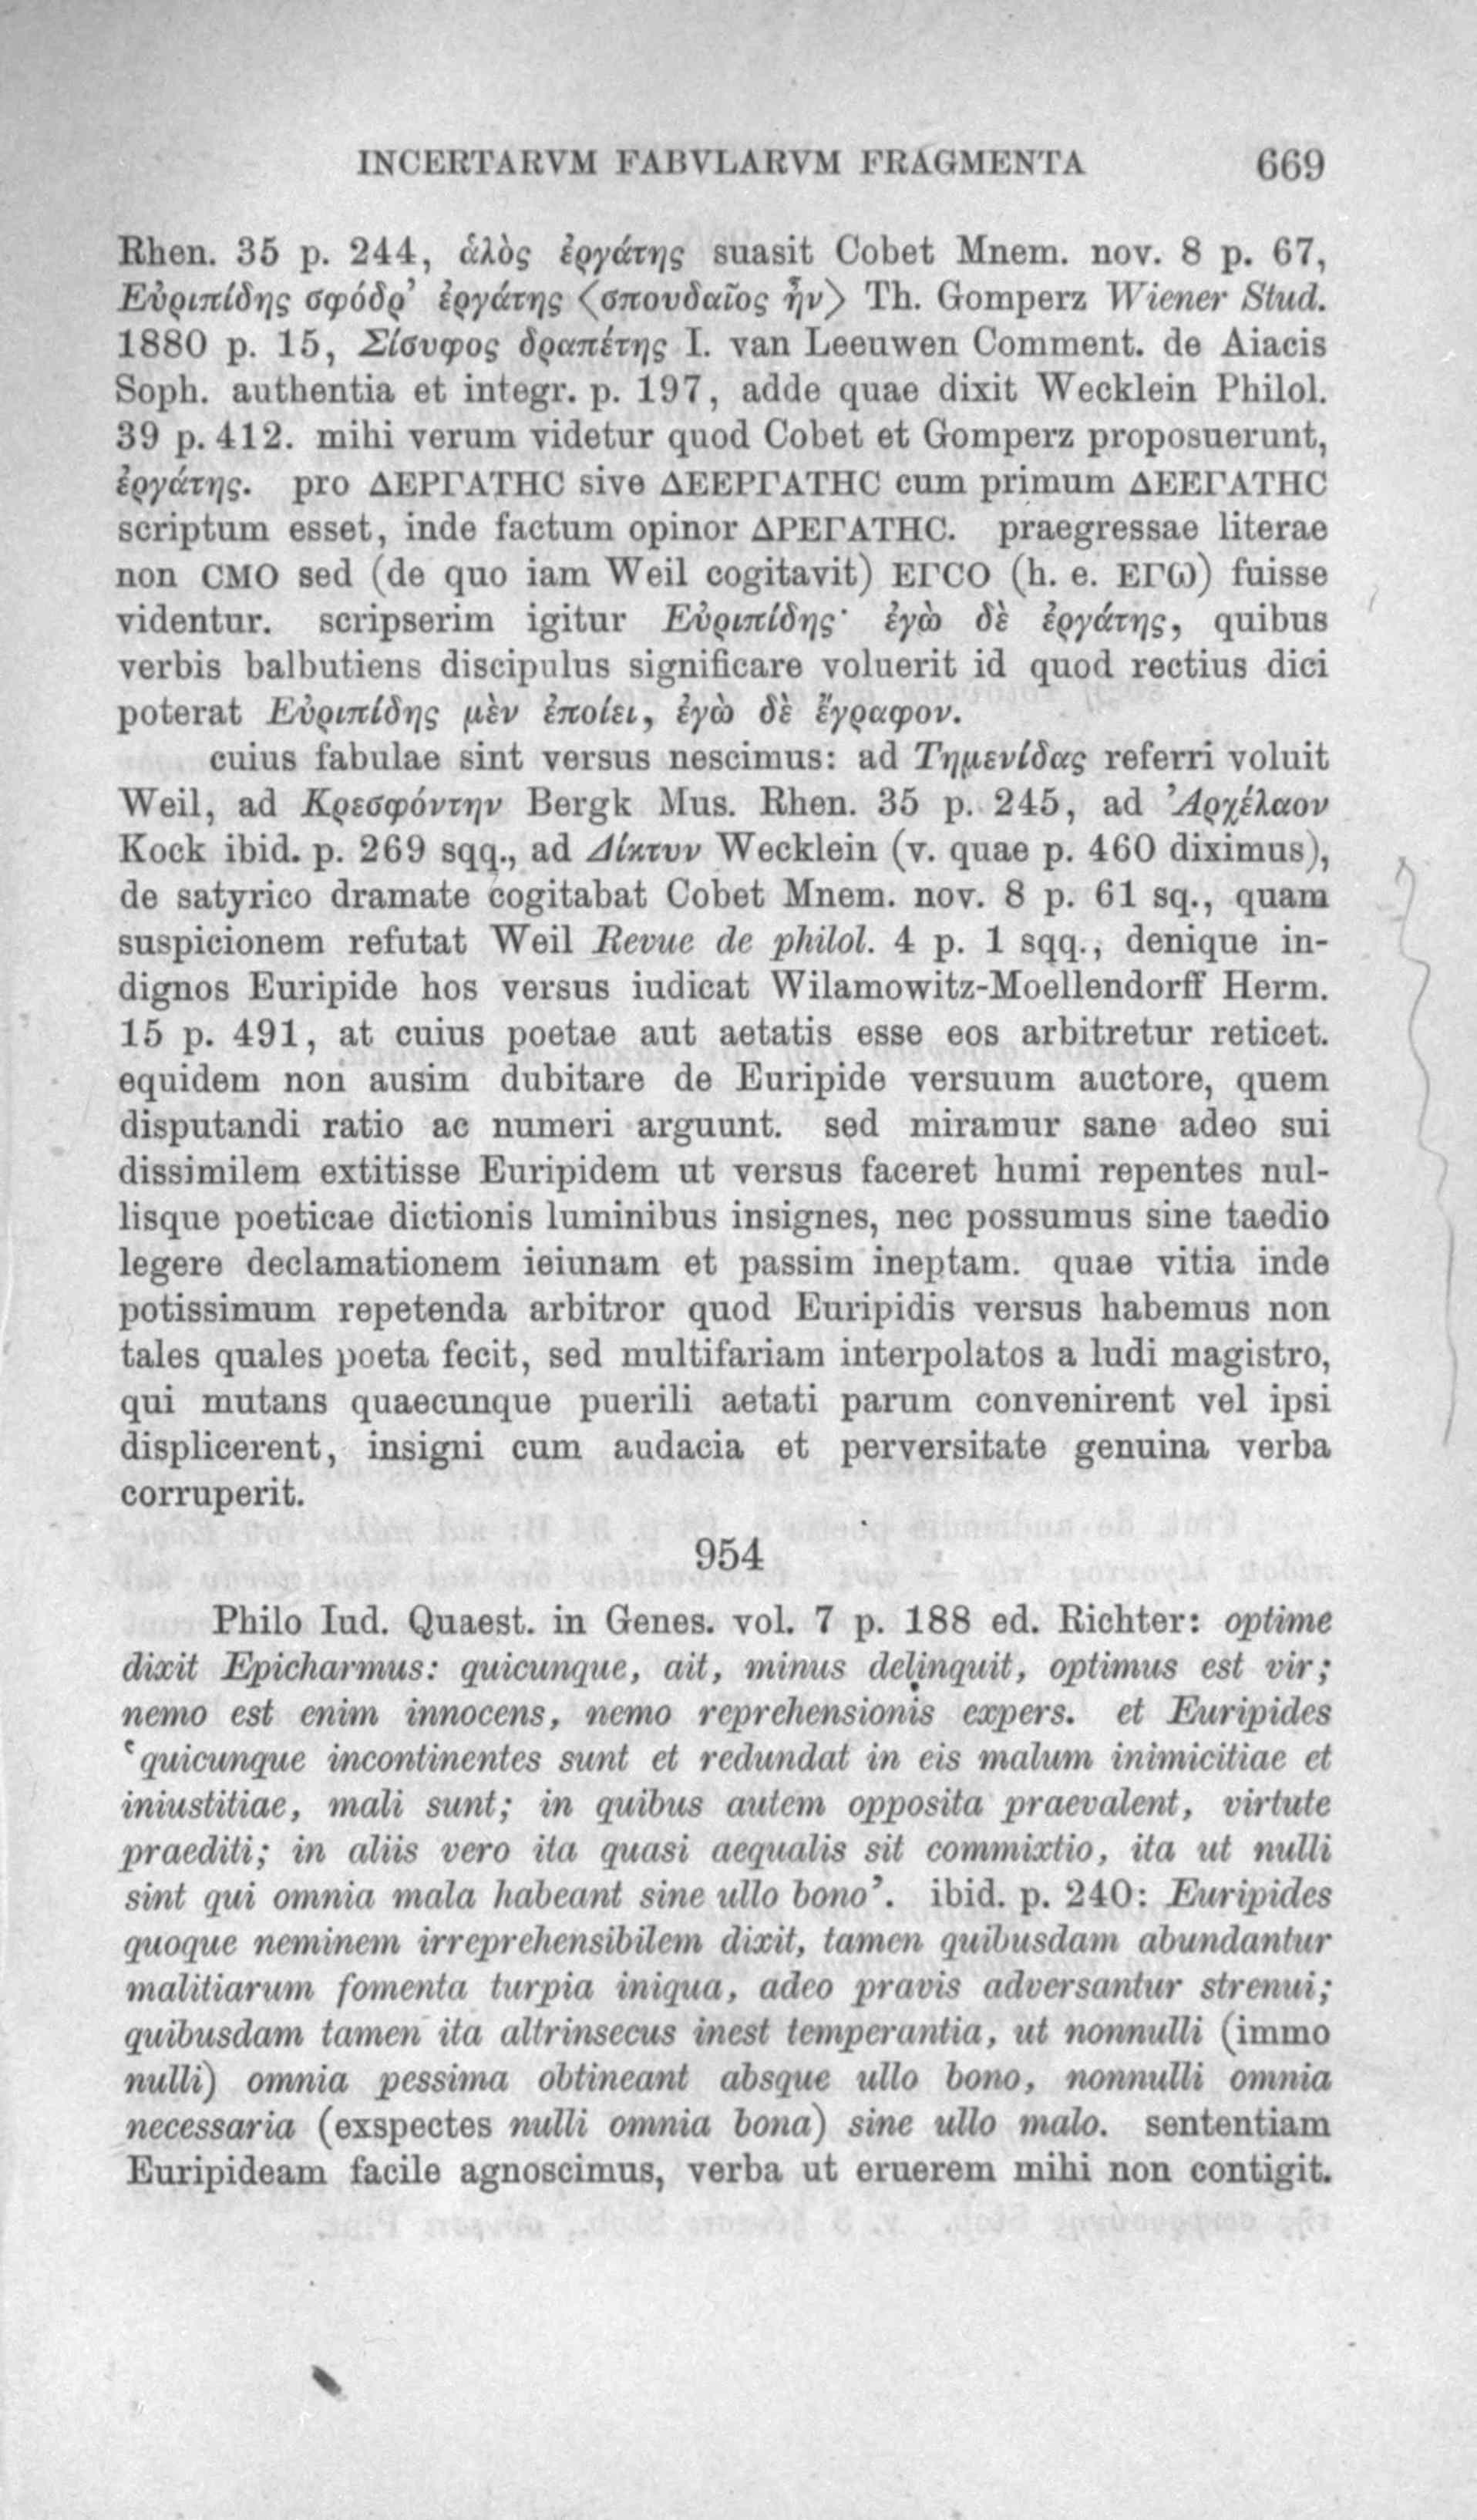 INCERTARVM FABVLARVM FRAGMENTA 669
Rhen. 35 p. 244, ἁλὸς ἐργάτης suasit Cobet Mnem. nov. 8 p. 67,
Εὐριπίδης σφόδρ’ ἐργάτης ⟨σπουδαῖος ἦν⟩ Th. Gomperz Wiener Stud.
1880 p. 15, Σίσυφος δραπέτης I. van Leeuwen Comment. de Aiacis
Soph. authentia et integr. p. 197, adde quae dixit Wecklein Philol.
39 p. 412. mihi verum videtur quod Cobet et Gomperz proposuerunt,
ἐργάτης. pro ΔΕΡΓΑΤΗC sive ΔΕΕΡΓΑΤΗC cum primum ΔΕΕΓΑΤΗC
scriptum esset, inde factum opinor ΔΡΕΓΑΤΗC. praegressae literae
non CMO sed (de quo iam Weil cogitavit) ΕΓCΟ (h. e. ΕΓω) fuisse
videntur. scripserim igitur Εὐριπίδης· ἐγὼ δὲ ἐργάτης, quibus
verbis balbutiens discipulus significare voluerit id quod rectius dici
poterat Εὐριπίδης μὲν ἐποίει, ἐγὼ δὲ ἔγραφον.
cuius fabulae sint versus nescimus: ad Τημενίδας referri voluit
Weil, ad Κρεσφόντην Bergk Mus. Rhen. 35 p. 245, ad Ἀρχέλαον
Kock ibid. p. 269 sqq., ad Δίκτυν Wecklein (v. quae p. 460 diximus),
de satyrico dramate cogitabat Cobet Mnem. nov. 8 p. 61 sq., quam
suspicionem refutat Weil Revue de philol. 4 p. 1 sqq., denique in-
dignos Euripide hos versus iudicat Wilamowitz-Moellendorff Herm.
15 p. 491, at cuius poetae aut aetatis esse eos arbitretur reticet.
equidem non ausim dubitare de Euripide versuum auctore, quem
disputandi ratio ac numeri arguunt. sed miramur sane adeo sui
dissimilem extitisse Euripidem ut versus faceret humi repentes nul-
lisque poeticae dictionis luminibus insignes, nec possumus sine taedio
legere declamationem ieiunam et passim ineptam. quae vitia inde
potissimum repetenda arbitror quod Euripidis versus habemus non
tales quales poeta fecit, sed multifariam interpolatos a ludi magistro,
qui mutans quaecunque puerili aetati parum convenirent vel ipsi
displicerent, insigni cum audacia et perversitate genuina verba
corruperit.
954
Philo Iud. Quaest. in Genes. vol. 7 p. 188 ed. Richter: optime
dixit Epicharmus: quicunque, ait, minus delinquit, optimus est vir;
nemo est enim innocens, nemo reprehensionis expers. et Euripides
‘quicunque incontinentes sunt et redundat in eis malum inimicitiae et
iniustitiae, mali sunt; in quibus autem opposita praevalent, virtute
praediti; in aliis vero ita quasi aequalis sit commixtio, ita ut nulli
sint qui omnia mala habeant sine ullo bono’. ibid. p. 240: Euripides
quoque neminem irreprehensibilem dixit, tamen quibusdam abundantur
malitiarum fomenta turpia iniqua, adeo pravis adversantur strenui;
quibusdam tamen ita altrinsecus inest temperantia, ut nonnulli (immo
nulli) omnia pessima obtineant absque ullo bono, nonnulli omnia
necessaria (exspectes nulli omnia bona) sine ullo malo. sententiam
Euripideam facile agnoscimus, verba ut eruerem mihi non contigit.